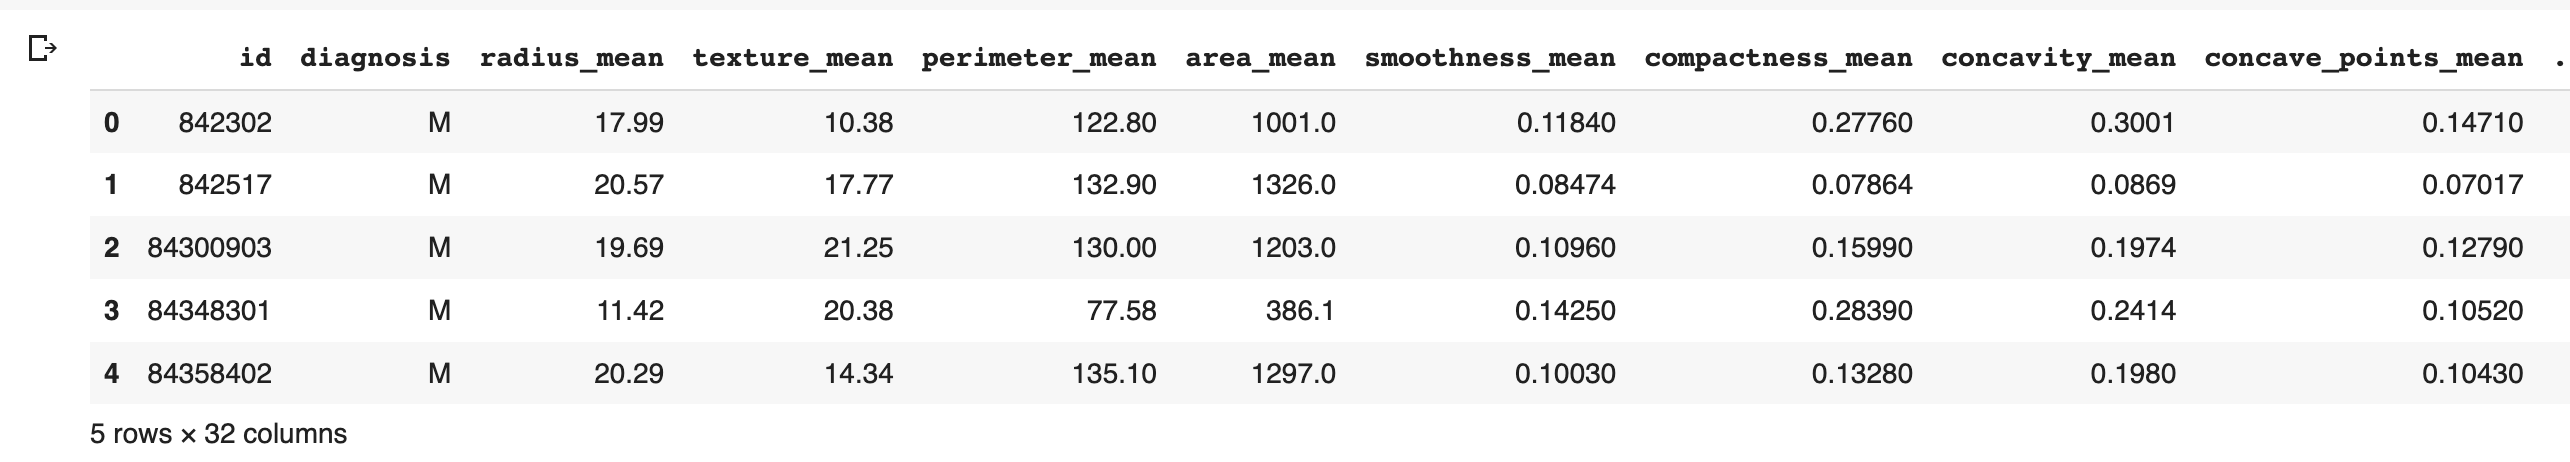 id diagnosis radius_mean texture_mean perimeter_mean area_mean smoothness_mean compactness_mean concavity_mean concave_points_mean .
0 842302 M 17.99 10.38 122.80 1001.0 0.11840 0.27760 0.3001 0.14710
1 842517 M 20.57 17.77 132.90 1326.0 0.08474 0.07864 0.0869 0.07017
2 84300903 M 19.69 21.25 130.00 1203.0 0.10960 0.15990 0.1974 0.12790
3 84348301 M 11.42 20.38 77.58 386.1 0.14250 0.28390 0.2414 0.10520
4 84358402 M 20.29 14.34 135.10 1297.0 0.10030 0.13280 0.1980 0.10430
5 rows × 32 columns